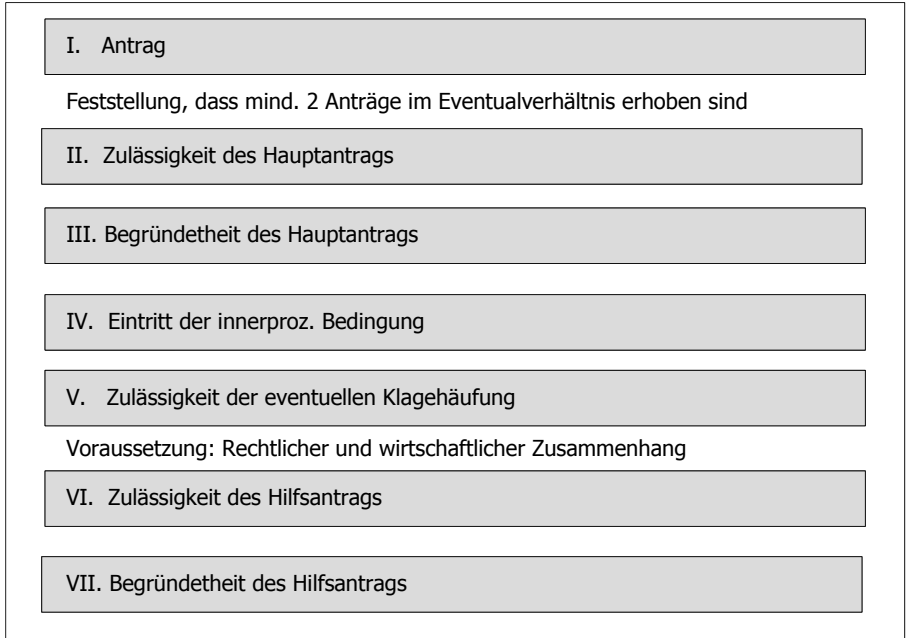 I. Antrag
Feststellung, dass mind. 2 Anträge im Eventualverhältnis erhoben sind
II. Zulässigkeit des Hauptantrags
III. Begründetheit des Hauptantrags
IV. Eintritt der innerproz. Bedingung
V. Zulässigkeit der eventuellen Klagehäufung
Voraussetzung: Rechtlicher und wirtschaftlicher Zusammenhang
VI. Zulässigkeit des Hilfsantrags
VII. Begründetheit des Hilfsantrags